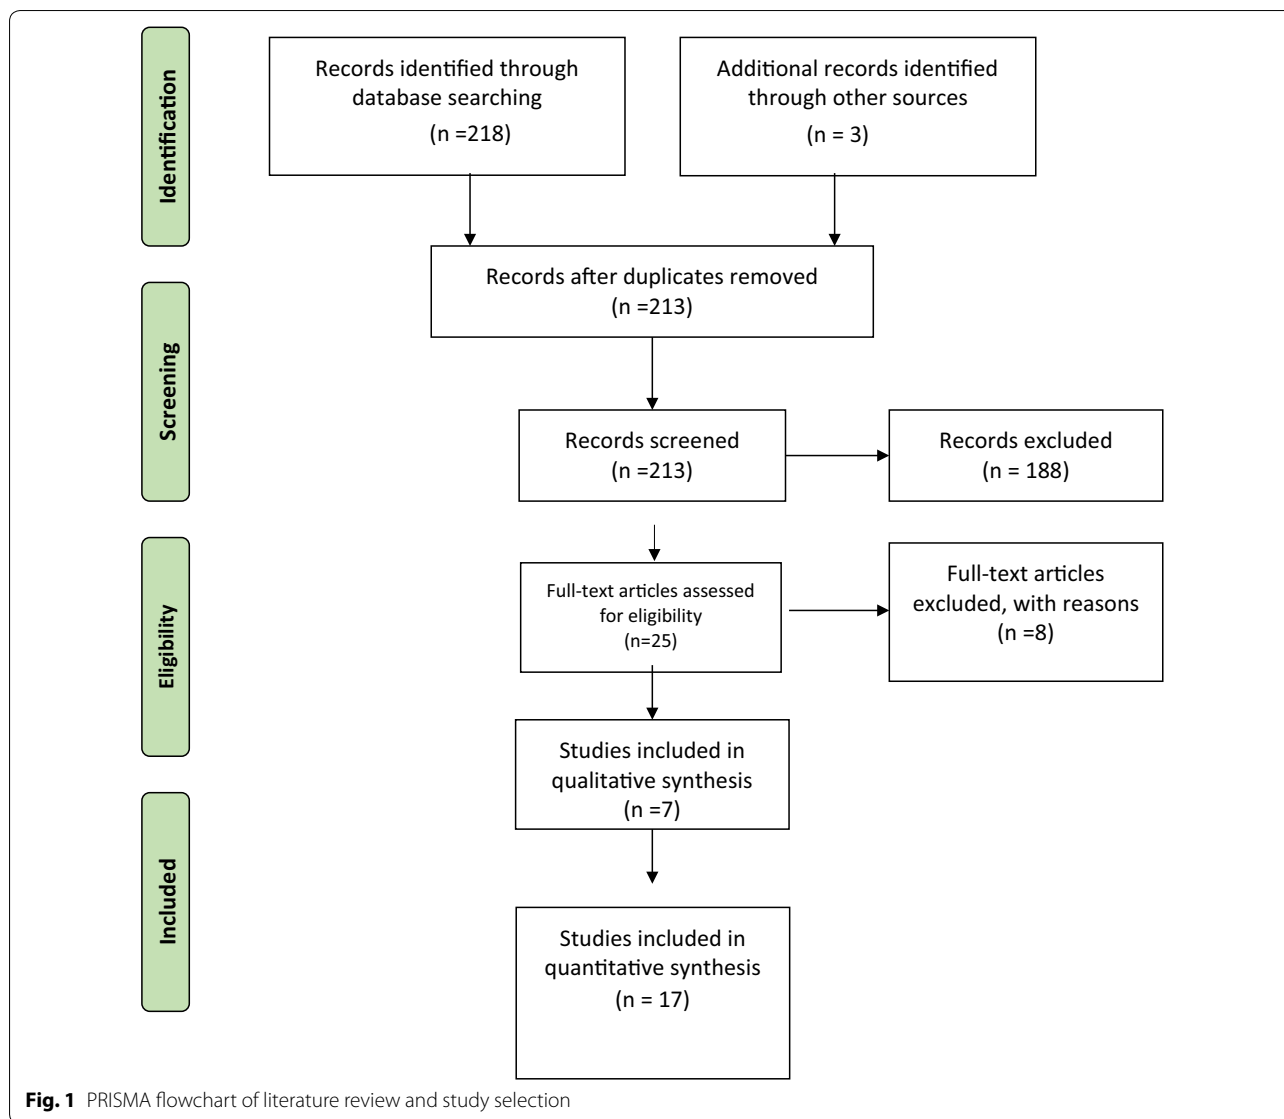 Identification
Records identified through
database searching
(n =218)
Additional records identified
through other sources
(n = 3)
Records after duplicates removed
(n =213)
Screening
Records screened
(n =213)
Records excluded
(n = 188)
Eligibility
Full-text articles assessed
for eligibility
(n=25)
Full-text articles
excluded, with reasons
(n =8)
Studies included in
qualitative synthesis
(n =7)
Included
Studies included in
quantitative synthesis
(n = 17)
Fig. 1 PRISMA flowchart of literature review and study selection